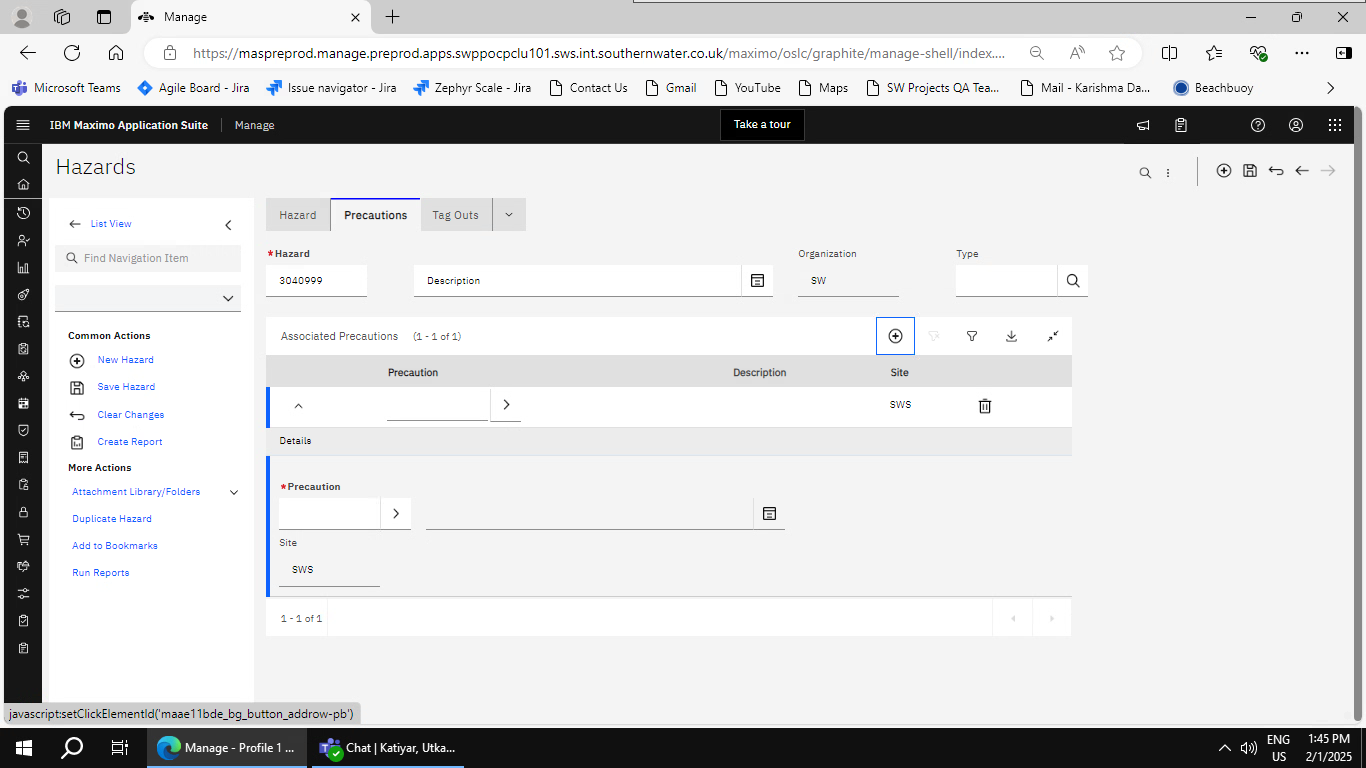 Manage
https://maspreprod.manage.preprod.apps.swppocpclu101.sws.int.southernwater.co.uk/maximo/oslc/graphite/manage-shell/index....
Microsoft Teams
Agile Board - Jira
Issue navigator - Jira
Zephyr Scale - Jira
Contact Us
Gmail
YouTube
Maps
SW Projects QA Tea...
Mail - Karishma Da...
Beachbuoy
IBM Maximo Application Suite
Manage
Take a tour
Hazards
List View
Find Navigation Item
Common Actions
New Hazard
Save Hazard
Clear Changes
Create Report
More Actions
Attachment Library/Folders
Duplicate Hazard
Add to Bookmarks
Run Reports
Hazard
Precautions
Tag Outs
*Hazard
Organization
Type
3040999
Description
SW
Associated Precautions (1 - 1 of 1)
Precaution
Description
Site
SWS
Details
*Precaution
Site
SWS
1 - 1 of 1
javascript:setClickElementId('maae11bde_bg_button_addrow-pb')
Manage - Profile 1 ...
Chat | Katiyar, Utka...
ENG
US
1:45 PM
2/1/2025